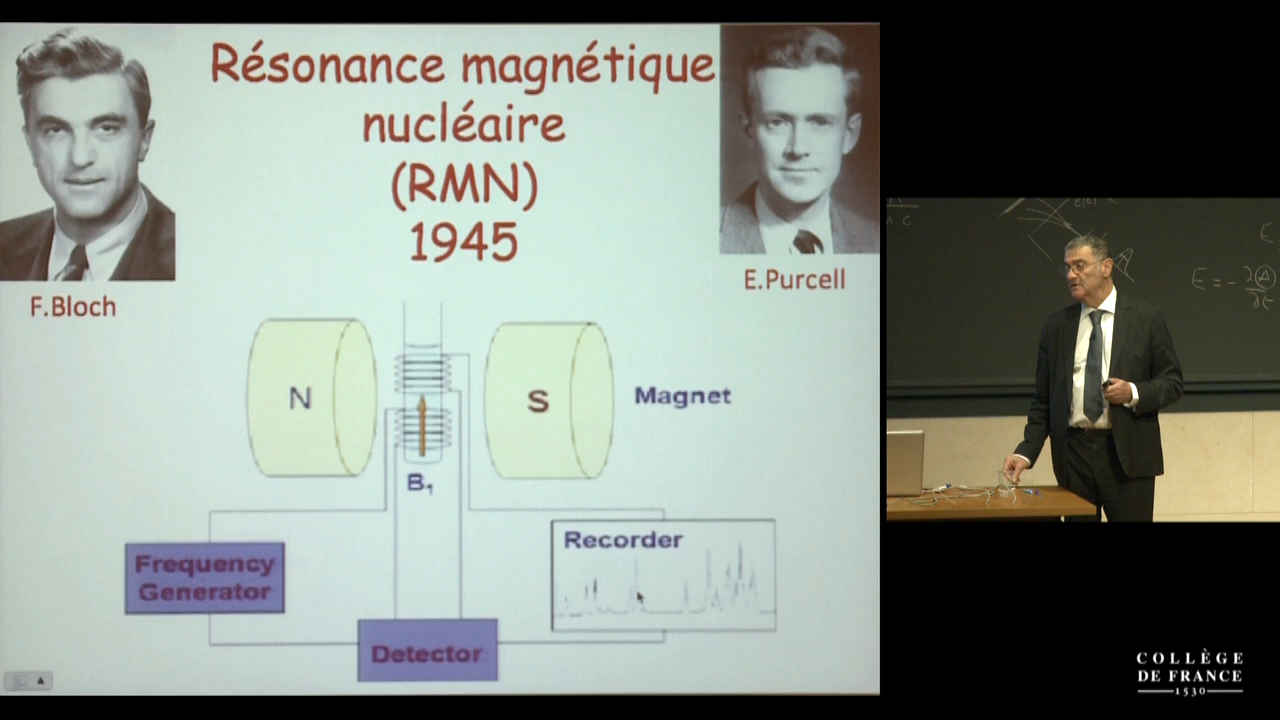 Résonance magnétique
nucléaire
(RMN)
1945
F.Bloch
E.Purcell
N
S
Magnet
B₁
Frequency
Generator
Recorder
Detector
E = - ∂(A)/∂t
COLLÈGE
DE FRANCE
1530